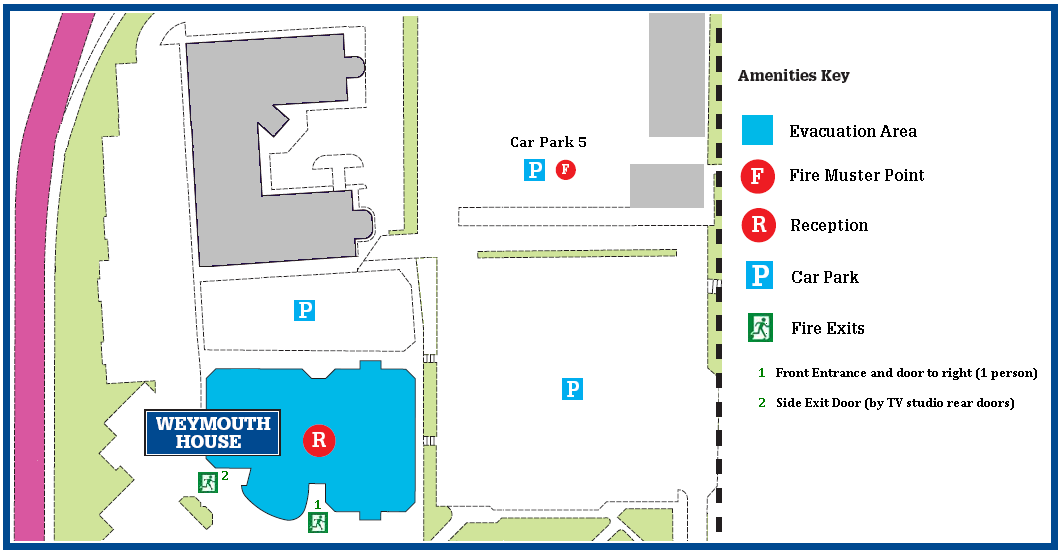 Amenities Key
Evacuation Area
F
Fire Muster Point
R
Reception
P
Car Park
Fire Exits
1 Front Entrance and door to right (1 person)
2 Side Exit Door (by TV studio rear doors)
Car Park 5
P F
P
P
WEYMOUTH
HOUSE
R
2
1